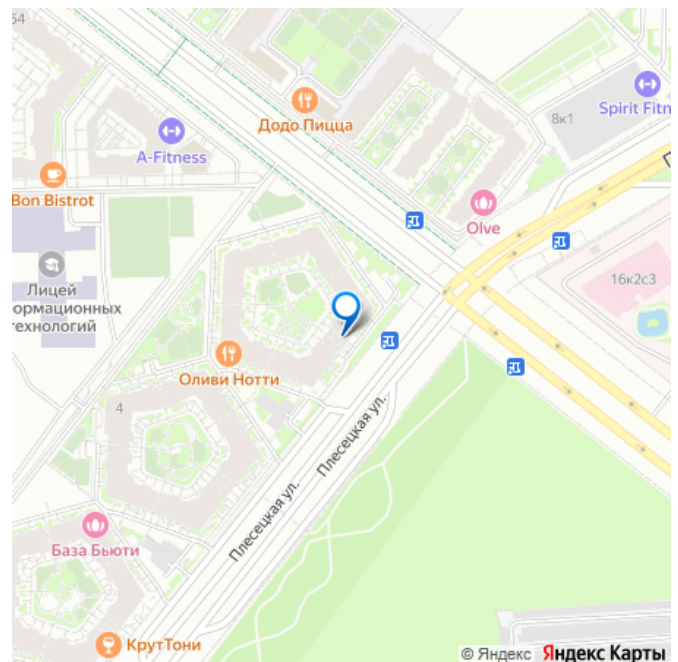 54
Додо Пицца
8к1
Spirit Fitn
A-Fitness
Bon Bistrot
Olve
Лицей
формационных
технологий
16к2с3
Оливи Нотти
4
Плесецкая ул.
Плесецкая ул.
База Бьюти
КрутТони
© Яндекс Яндекс Карты